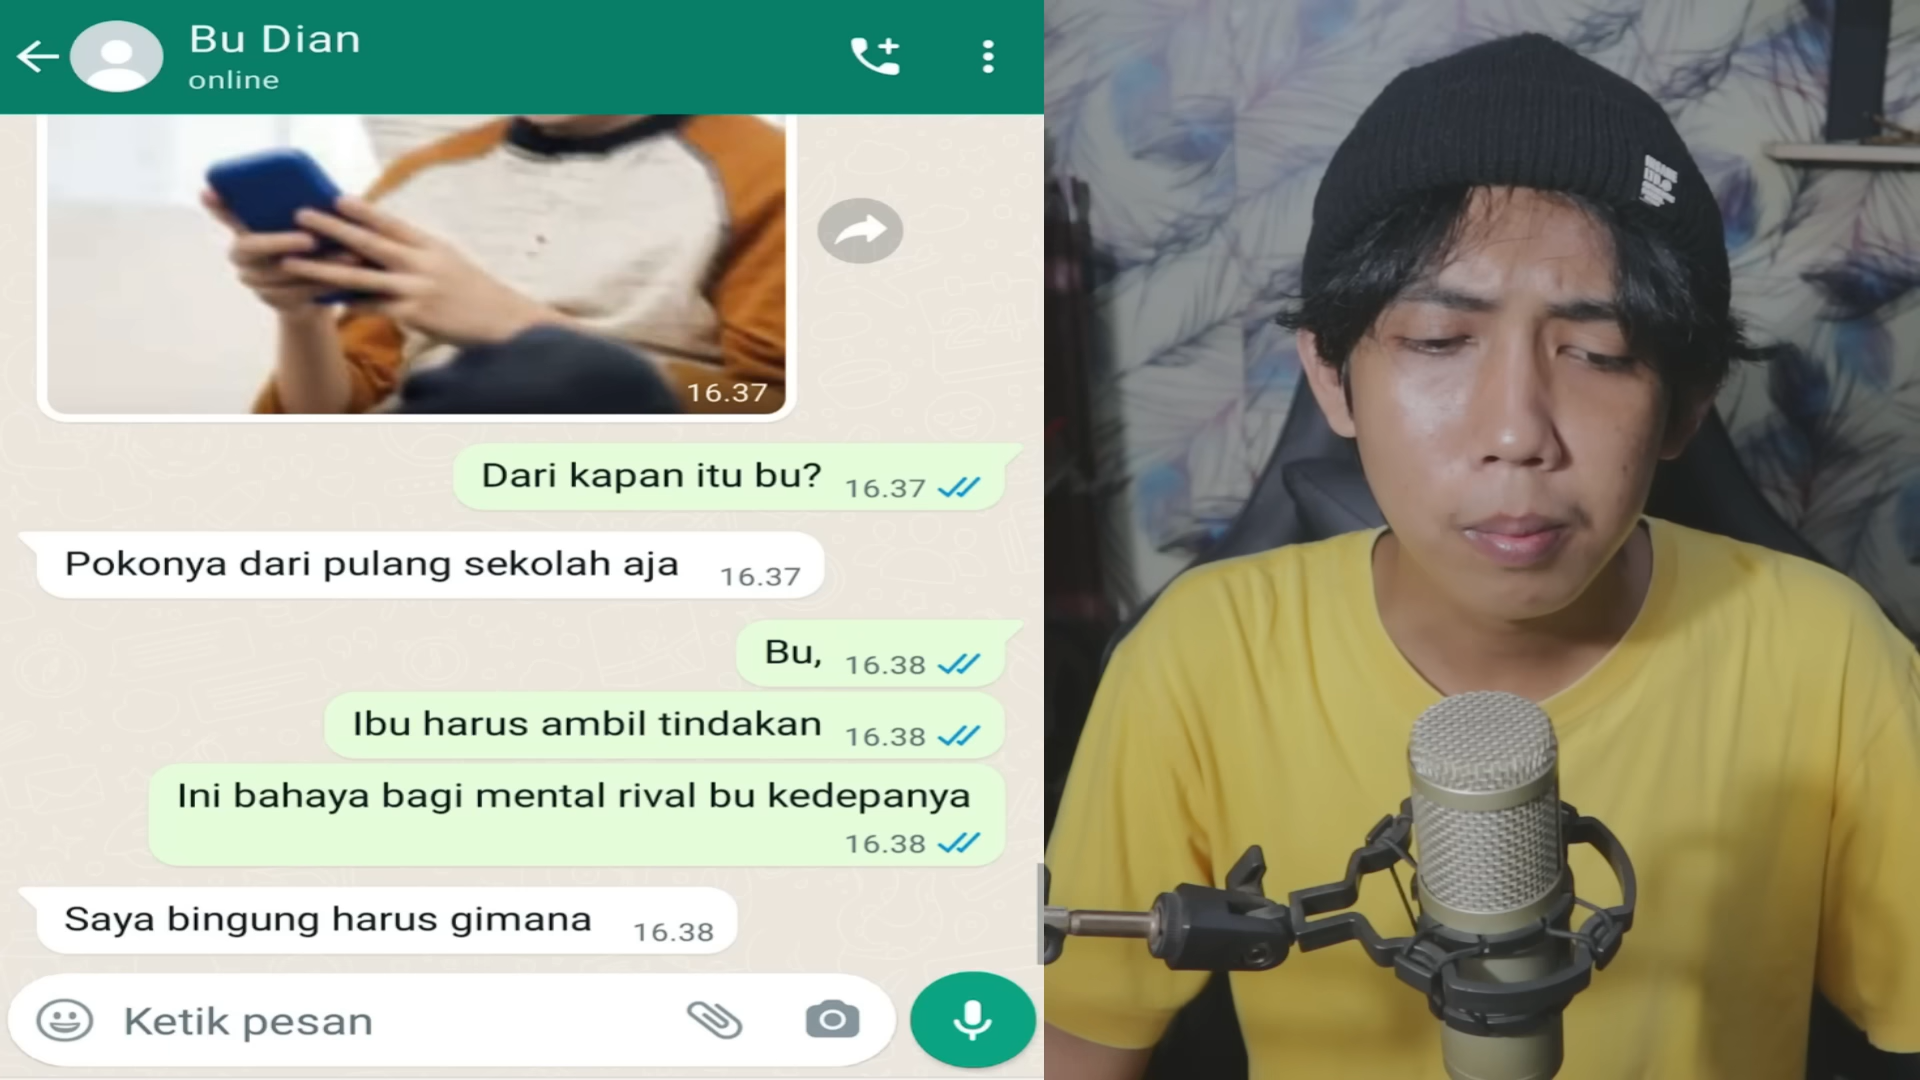 Bu Dian
online
16.37
Dari kapan itu bu? 16.37
Pokonya dari pulang sekolah aja 16.37
Bu, 16.38
Ibu harus ambil tindakan 16.38
Ini bahaya bagi mental rival bu kedepanya
16.38
Saya bingung harus gimana 16.38
Ketik pesan